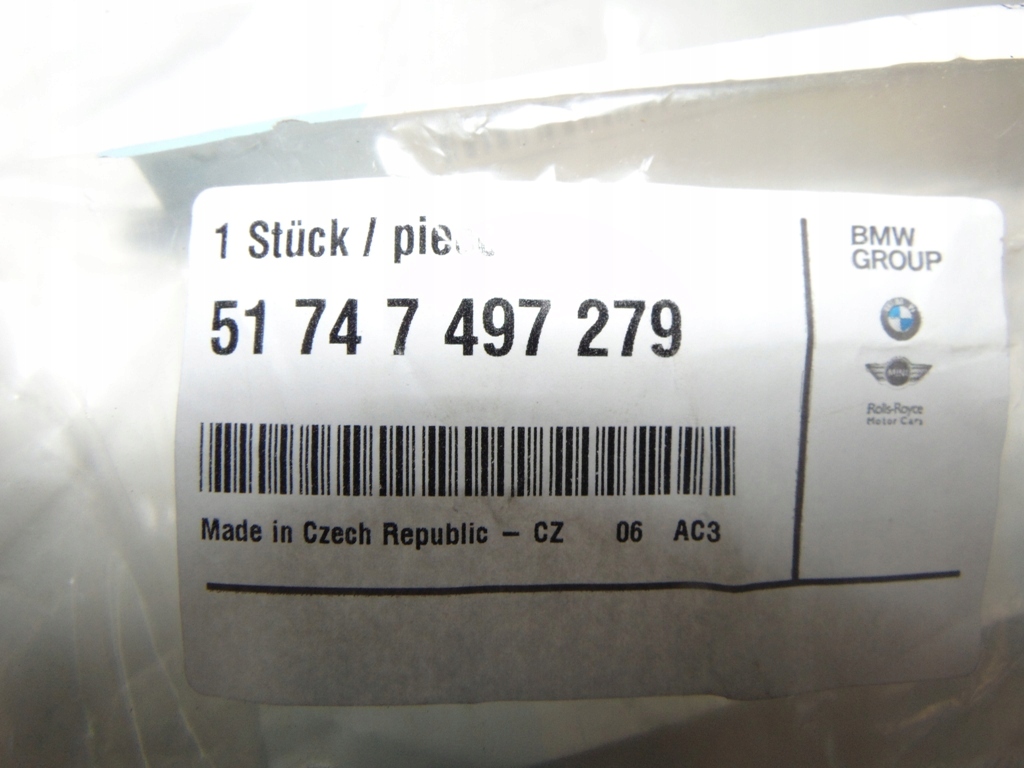 1 Stück /
51 74 7 497 279
Made in Czech Republic – CZ 06 AC3
BMW
GROUP
MINI
Rolls-Royce
Motor Cars